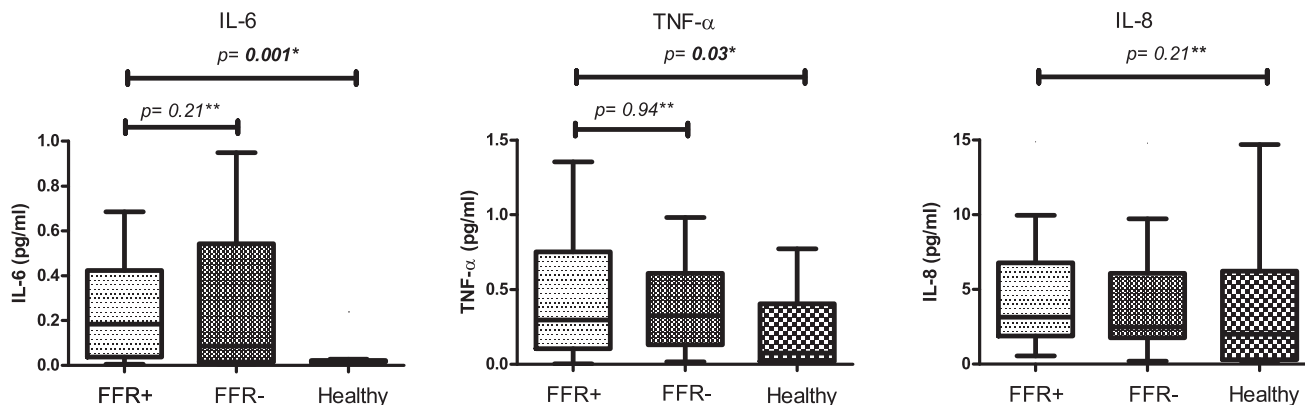 IL-6
p= 0.001*
p= 0.21**
IL-6 (pg/ml)
1.0
0.8
0.6
0.4
0.2
0.0
FFR+
FFR-
Healthy
TNF-α
p= 0.03*
p= 0.94**
TNF-α (pg/ml)
1.5
1.0
0.5
0.0
FFR+
FFR-
Healthy
IL-8
p= 0.21**
IL-8 (pg/ml)
15
10
5
0
FFR+
FFR-
Healthy